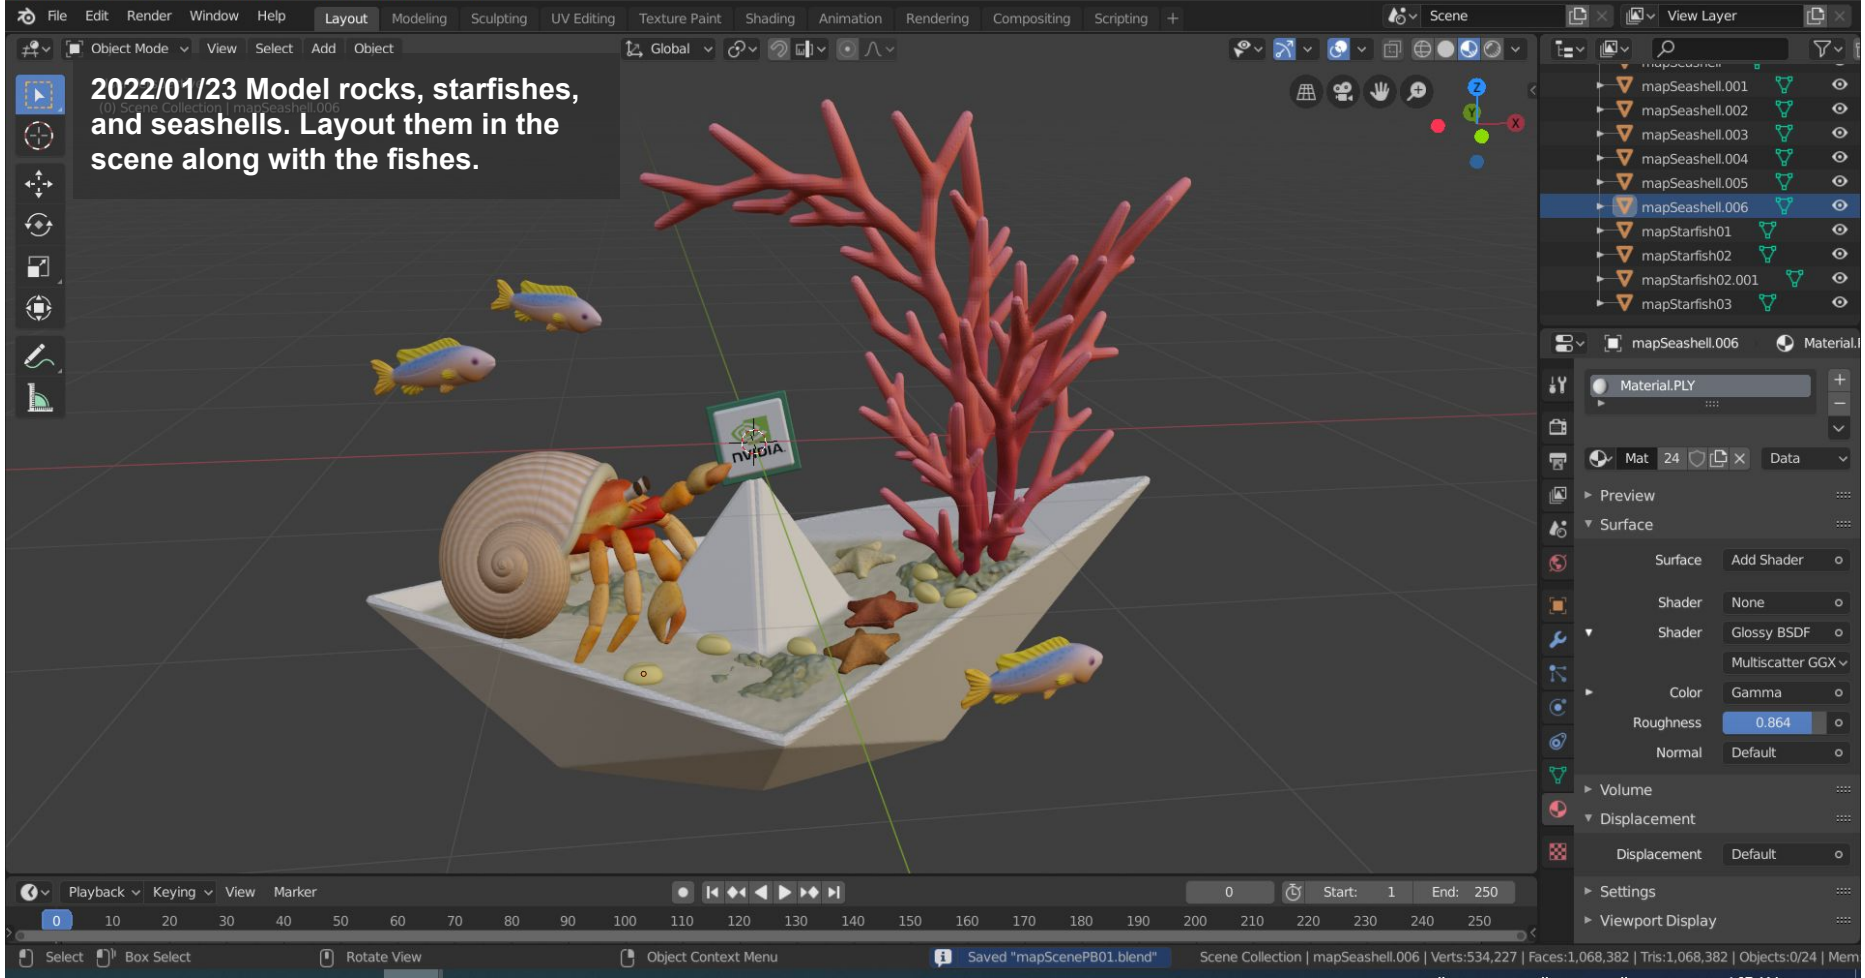 File Edit Render Window Help Layout Modeling Sculpting UV Editing Texture Paint Shading Animation Rendering Compositing Scripting + Scene View Layer
Object Mode View Select Add Object Global
2022/01/23 Model rocks, starfishes,
(0) Scene Collection | mapSeashell.006
and seashells. Layout them in the
scene along with the fishes.
Z
Y
X
NVIDIA.
mapSeashell
mapSeashell.001
mapSeashell.002
mapSeashell.003
mapSeashell.004
mapSeashell.005
mapSeashell.006
mapStarfish01
mapStarfish02
mapStarfish02.001
mapStarfish03
mapSeashell.006 Material.
Material.PLY
Mat 24 Data
Preview
Surface
Surface Add Shader
Shader None
Shader Glossy BSDF
Multiscatter GGX
Color Gamma
Roughness 0.864
Normal Default
Volume
Displacement
Displacement Default
Settings
Viewport Display
Playback Keying View Marker 0 Start: 1 End: 250
0 10 20 30 40 50 60 70 80 90 100 110 120 130 140 150 160 170 180 190 200 210 220 230 240 250
Select Box Select Rotate View Object Context Menu Saved "mapScenePB01.blend" Scene Collection | mapSeashell.006 | Verts:534,227 | Faces:1,068,382 | Tris:1,068,382 | Objects:0/24 | Mem